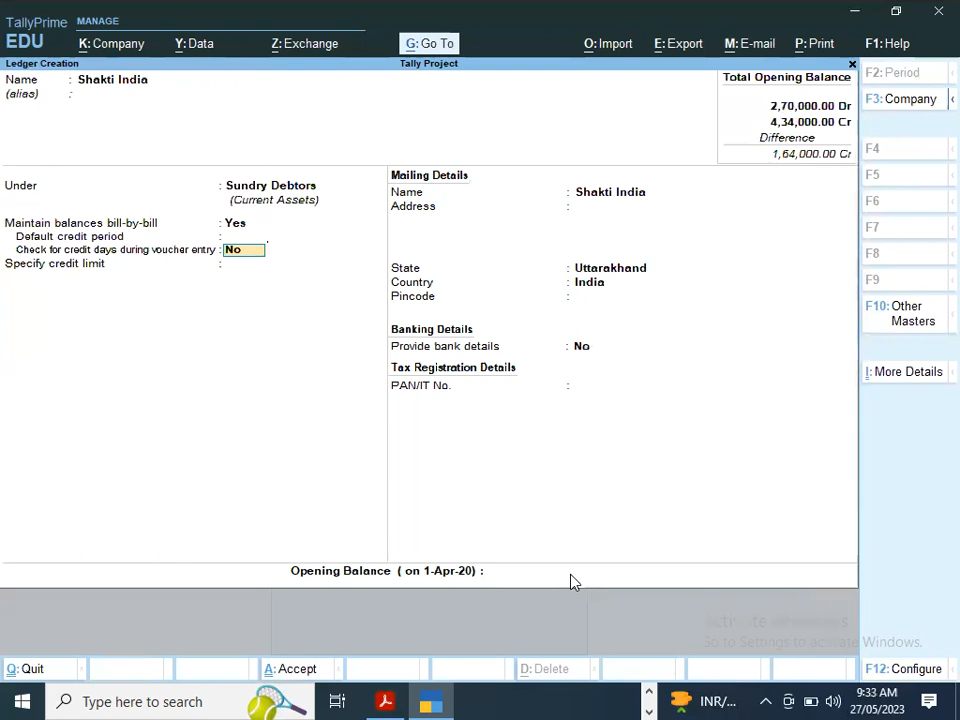 TallyPrime MANAGE
EDU
K: Company Y: Data Z: Exchange G: Go To O: Import E: Export M: E-mail P: Print F1: Help
Ledger Creation Tally Project
Name : Shakti India
(alias) :
Total Opening Balance
2,70,000.00 Dr
4,34,000.00 Cr
Difference
1,64,000.00 Cr
Under : Sundry Debtors
(Current Assets)
Maintain balances bill-by-bill : Yes
Default credit period :
Check for credit days during voucher entry : No
Specify credit limit :
Mailing Details
Name : Shakti India
Address :
State : Uttarakhand
Country : India
Pincode :
Banking Details
Provide bank details : No
Tax Registration Details
PAN/IT No. :
Opening Balance ( on 1-Apr-20) :
F2: Period
F3: Company
F4
F5
F6
F7
F8
F9
F10: Other
Masters
I: More Details
Go to Settings to activate Windows.
Q: Quit A: Accept D: Delete F12: Configure
Type here to search
INR/...
9:33 AM
27/05/2023